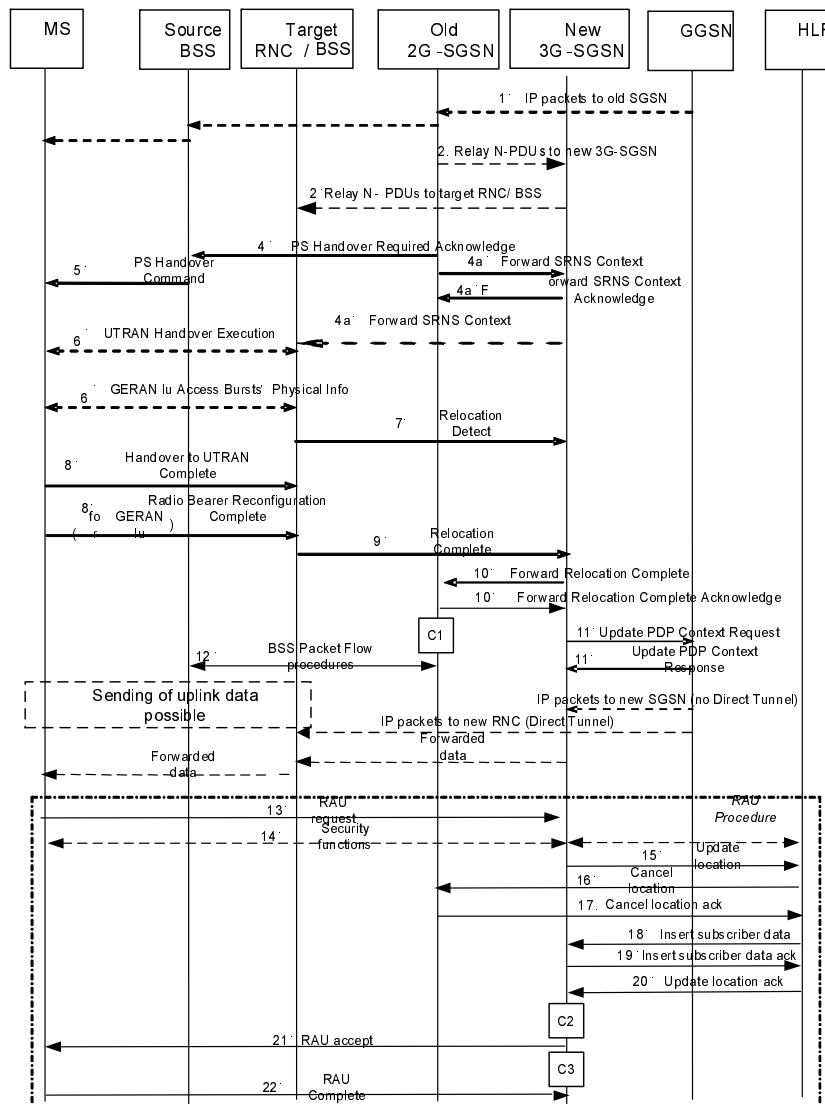 MS
Source
BSS
Target
RNC / BSS
Old
2G -SGSN
New
3G -SGSN
GGSN
HLR
1. IP packets to old SGSN
2. Relay N-PDUs to new 3G-SGSN
2. Relay N- PDUs to target RNC/ BSS
4. PS Handover Required Acknowledge
5. PS Handover
Command
4a. Forward SRNS Context
4a. Forward SRNS Context
Acknowledge
4a. Forward SRNS Context
6. UTRAN Handover Execution
6. GERAN Iu Access Bursts' Physical Info
7. Relocation
Detect
8. Handover to UTRAN
Complete
8. Radio Bearer Reconfiguration
(for GERAN Iu) Complete
9. Relocation
Complete
10. Forward Relocation Complete
10. Forward Relocation Complete Acknowledge
C1
11. Update PDP Context Request
11. Update PDP Context
Response
12. BSS Packet Flow
procedures
Sending of uplink data
possible
IP packets to new SGSN (no Direct Tunnel)
IP packets to new RNC (Direct Tunnel)
Forwarded
data
Forwarded
data
RAU
Procedure
13. RAU
request
14. Security
functions
15. Update
location
16. Cancel
location
17. Cancel location ack
18. Insert subscriber data
19. Insert subscriber data ack
20. Update location ack
C2
21. RAU accept
C3
22. RAU
Complete